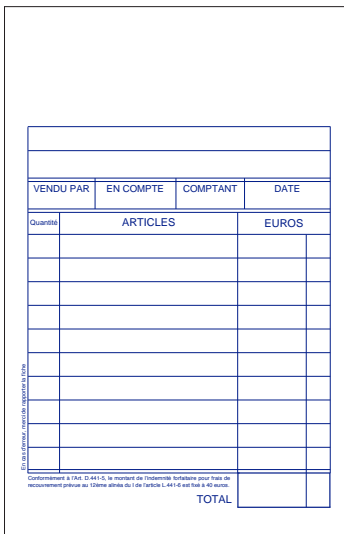 VENDU PAR EN COMPTE COMPTANT DATE
Quantité ARTICLES EUROS
En cas d'erreur, merci de rapporter la fiche
Conformément à l'Art. D.441-5, le montant de l'indemnité forfaitaire pour frais de
recouvrement prévue au 12ème alinéa du I de l'article L.441-6 est fixé à 40 euros.
TOTAL